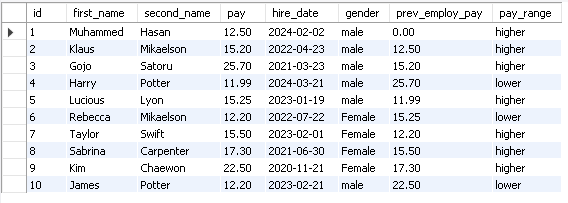 id first_name second_name pay hire_date gender prev_employ_pay pay_range
1 Muhammed Hasan 12.50 2024-02-02 male 0.00 higher
2 Klaus Mikaelson 15.20 2022-04-23 male 12.50 higher
3 Gojo Satoru 25.70 2021-03-23 male 15.20 higher
4 Harry Potter 11.99 2024-03-21 male 25.70 lower
5 Lucious Lyon 15.25 2023-01-19 male 11.99 higher
6 Rebecca Mikaelson 12.20 2022-07-22 Female 15.25 lower
7 Taylor Swift 15.50 2023-02-01 Female 12.20 higher
8 Sabrina Carpenter 17.30 2021-06-30 Female 15.50 higher
9 Kim Chaewon 22.50 2020-11-21 Female 17.30 higher
10 James Potter 12.20 2023-02-21 male 22.50 lower